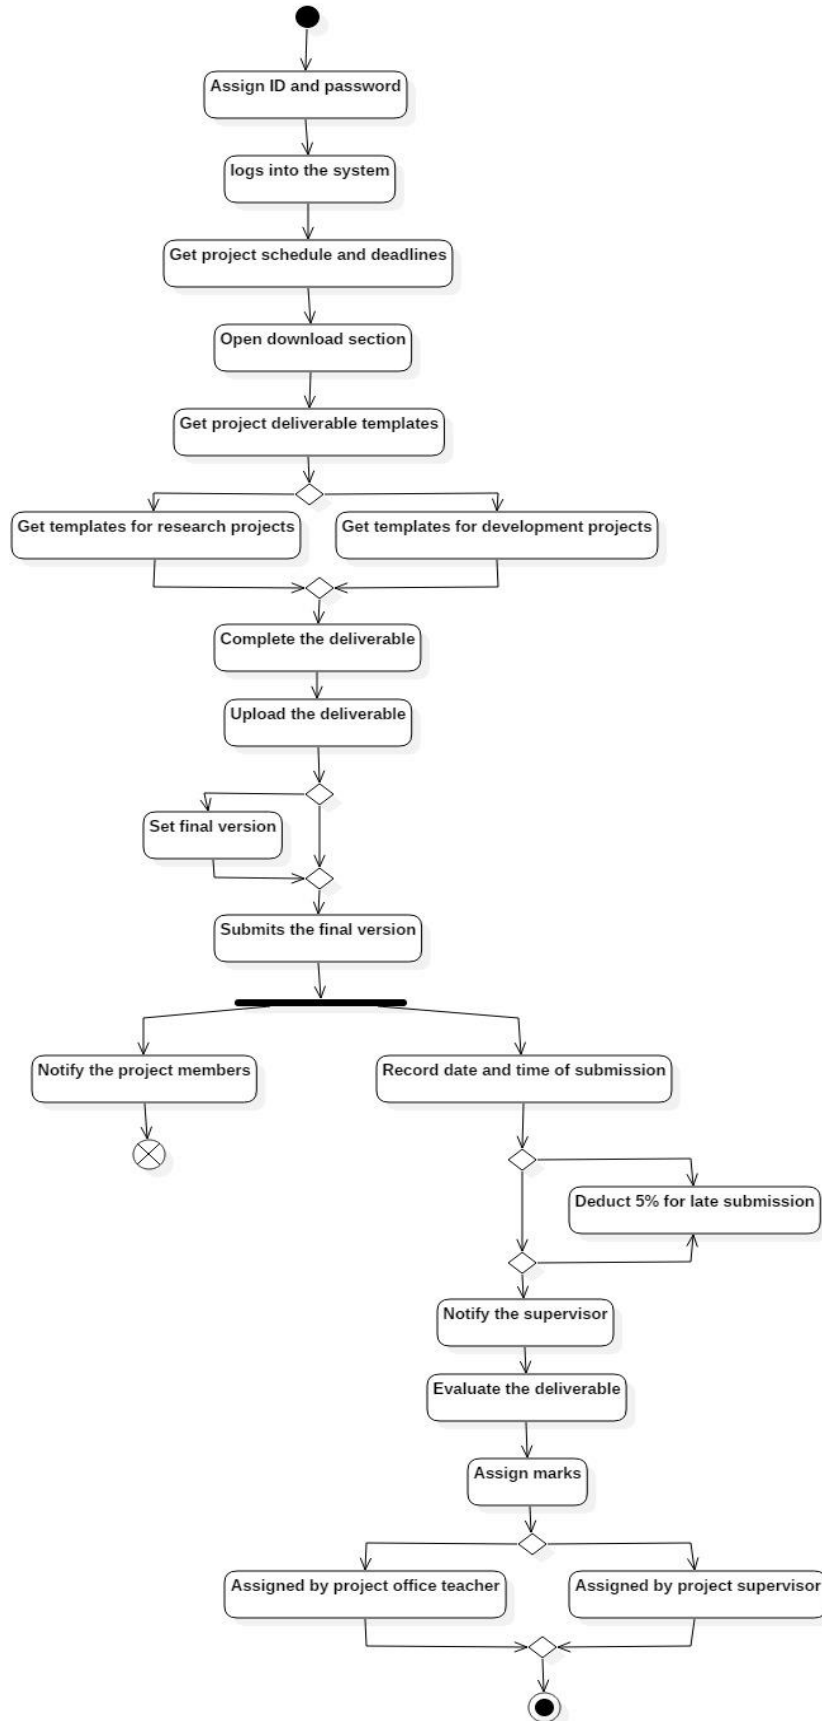 Assign ID and password
logs into the system
Get project schedule and deadlines
Open download section
Get project deliverable templates
Get templates for research projects
Get templates for development projects
Complete the deliverable
Upload the deliverable
Set final version
Submits the final version
Notify the project members
Record date and time of submission
Deduct 5% for late submission
Notify the supervisor
Evaluate the deliverable
Assign marks
Assigned by project office teacher
Assigned by project supervisor